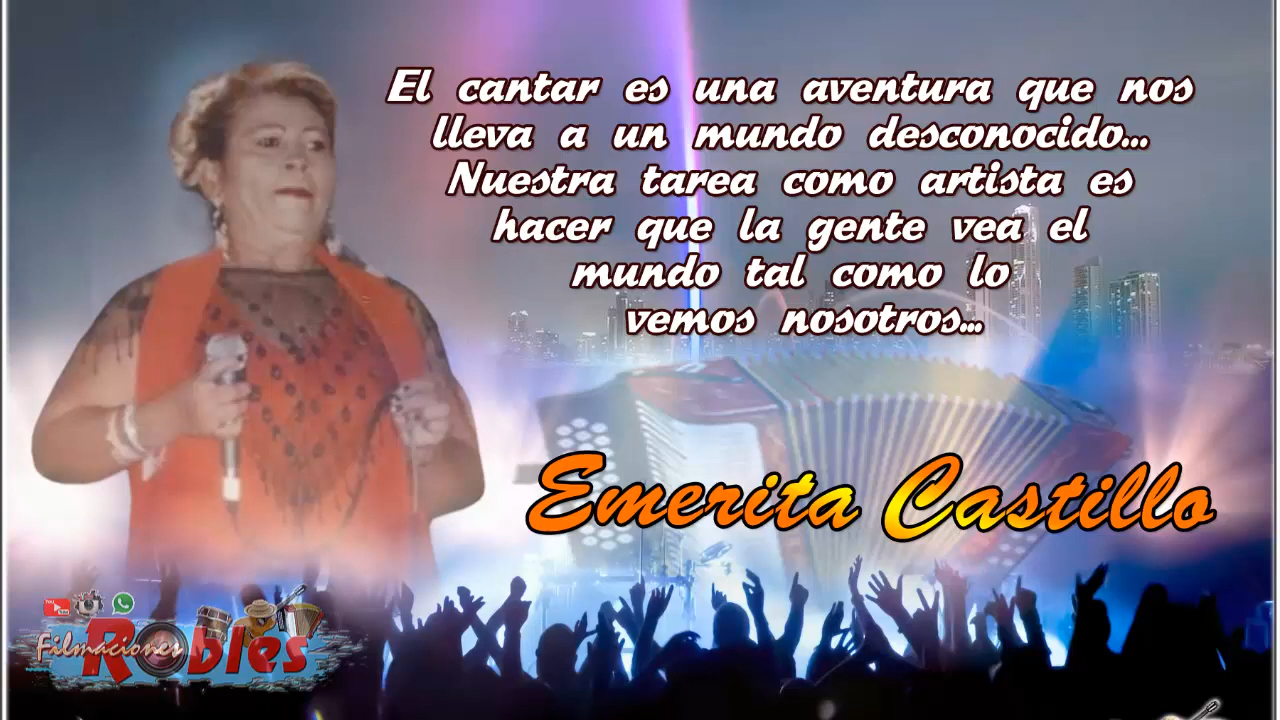 El cantar es una aventura que nos
lleva a un mundo desconocido...
Nuestra tarea como artista es
hacer que la gente vea el
mundo tal como lo
vemos nosotros...
Emerita Castillo
Filmaciones
Robles